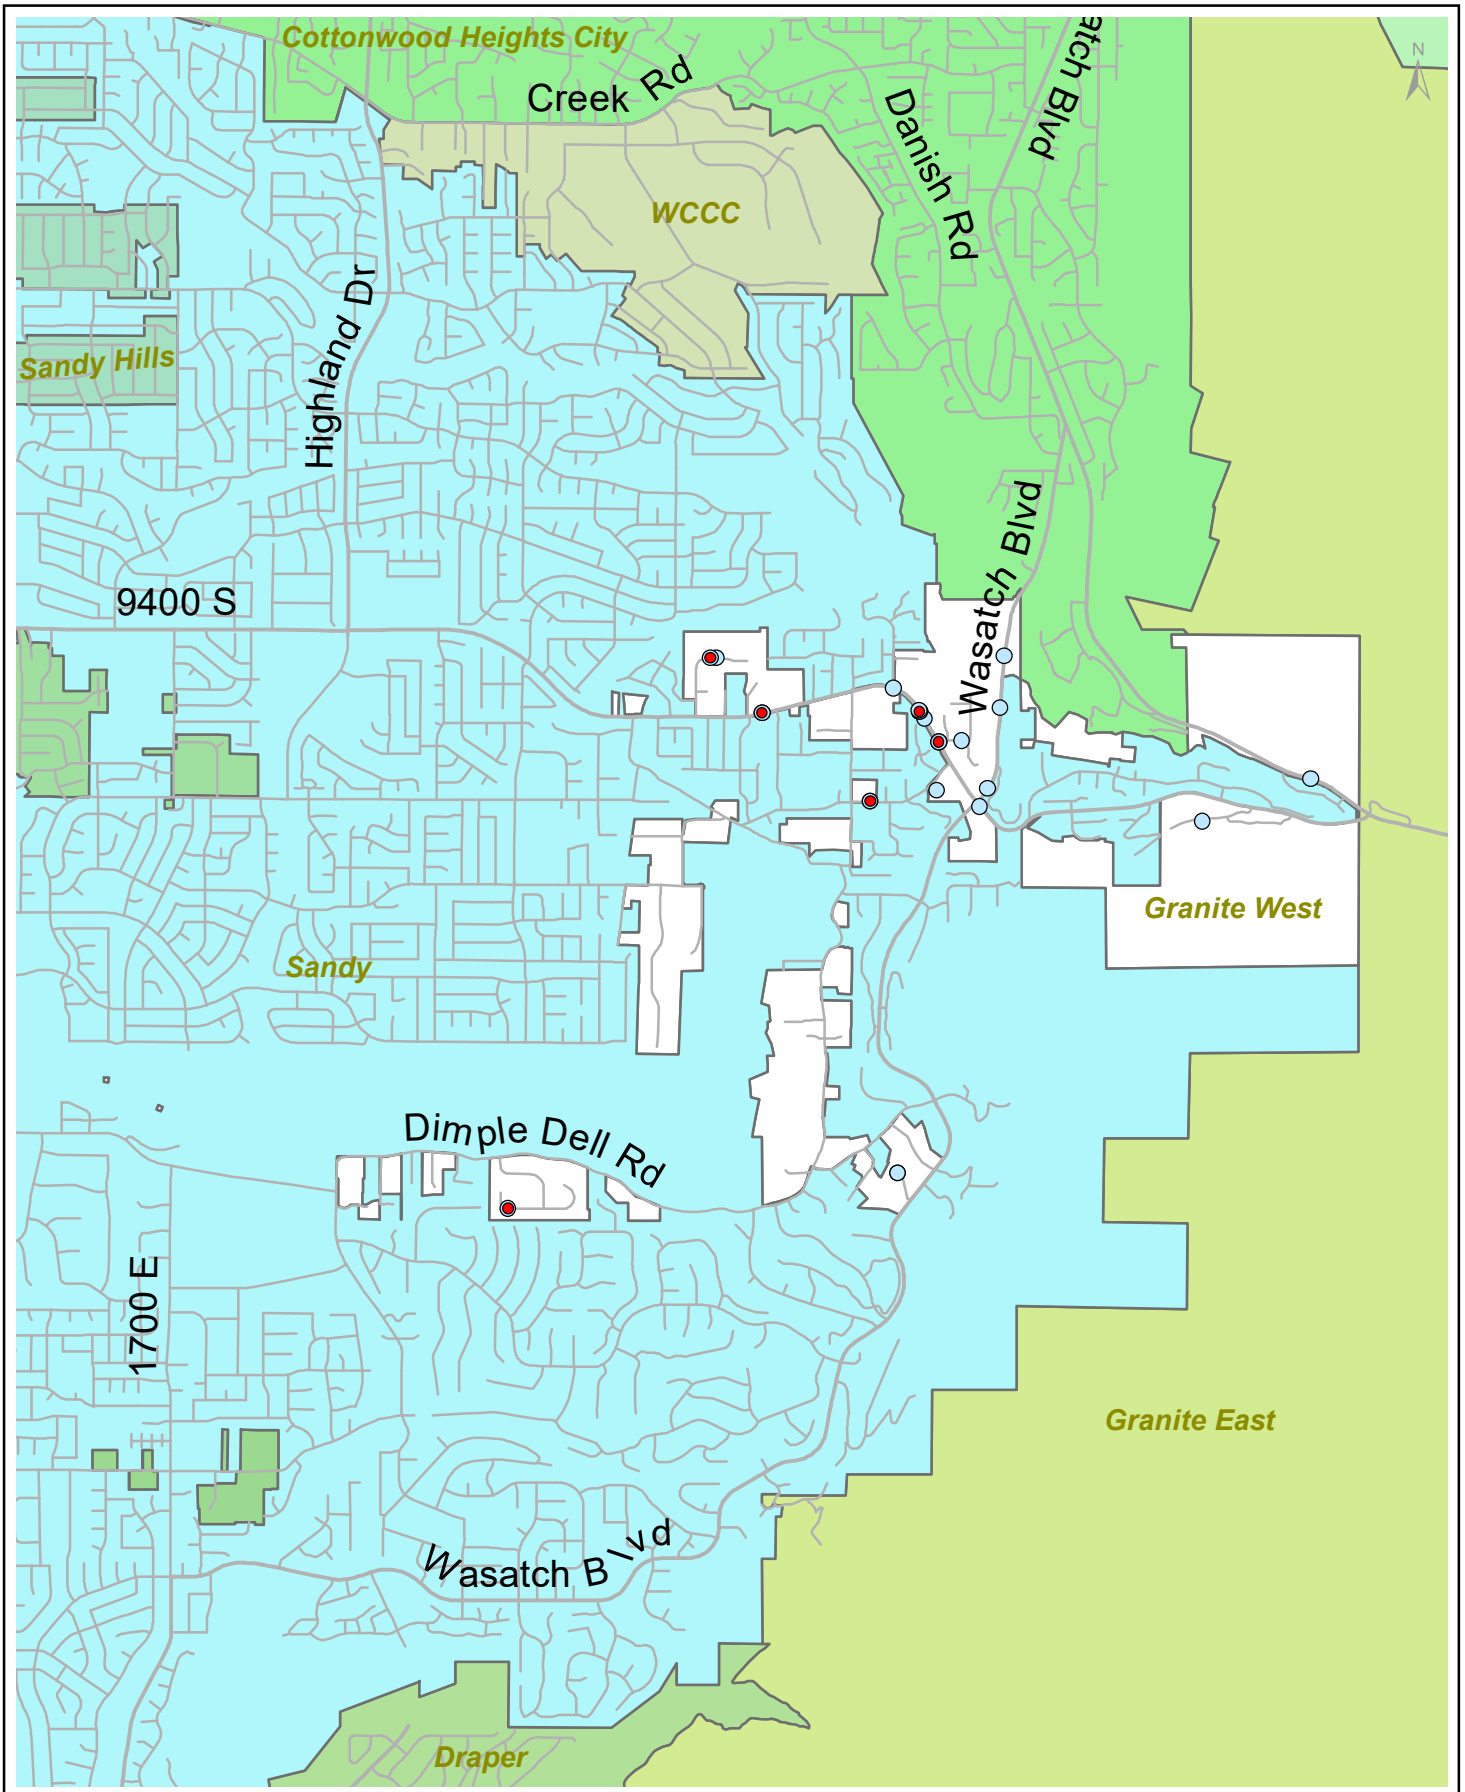 Cottonwood Heights City
Creek Rd
atch Blvd
N
Danish Rd
WCCC
Highland Dr
Sandy Hills
Wasatch Blvd
9400 S
Granite West
Sandy
Dimple Dell Rd
1700 E
Granite East
Wasatch Blvd
Draper